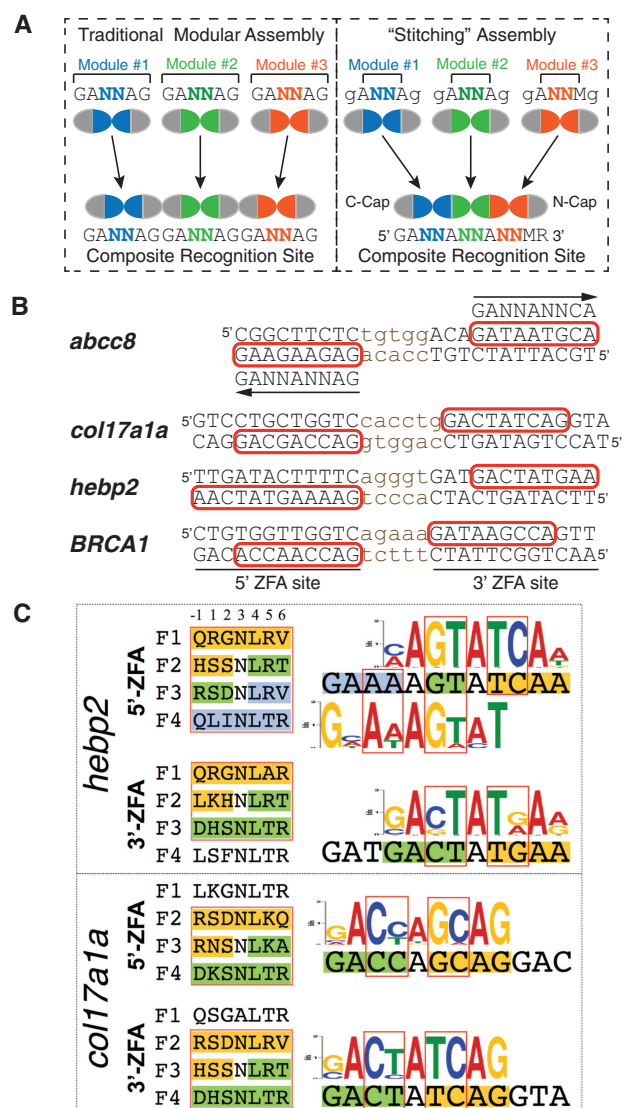 A
Traditional Modular Assembly
"Stitching" Assembly
Module #1 Module #2 Module #3
Module #1 Module #2 Module #3
GANNAG GANNAG GANNAG
gANNAg gANNAg gANNMg
C-Cap N-Cap
GANNAGGANNAGGANNAG
5' GANNANNANNMR 3'
Composite Recognition Site
Composite Recognition Site
B
GANNANNCA
abcc8
5'CGGCTTCTCtgtggACAGATAATGCA
GAAGAAGAGacaccTGTCTATTACGT5'
GANNANNAG
col17a1a
5'GTCCTGCTGGTCcacctgGACTATCAGGTA
CAGGACGACCAGgtggacCTGATAGTCCAT5'
hebp2
5'TTGATACTTTTCagggtGATGACTATGAA
AACTATGAAAAGtcccaCTACTGATACTT5'
BRCA1
5'CTGTGGTTGGTCagaaaGATAAGCCAGTT
GACACCAACCAGtctttCTATTCGGTCAA5'
5' ZFA site 3' ZFA site
C
hebp2
-1 1 2 3 4 5 6
5'-ZFA
F1 QRGNLRV
F2 HSSNLRT
F3 RSDNLRV
F4 QLINLTR
GAAAAGTATCAA
3'-ZFA
F1 QRGNLAR
F2 LKHNLRT
F3 DHSNLTR
F4 LSFNLTR
GATGACTATGAA
col17a1a
5'-ZFA
F1 LKGNLTR
F2 RSDNLKQ
F3 RNSNLKA
F4 DKSNLTR
GACCAGCAGGAC
3'-ZFA
F1 QSGALTR
F2 RSDNLRV
F3 HSSNLRT
F4 DHSNLTR
GACTATCAGGTA